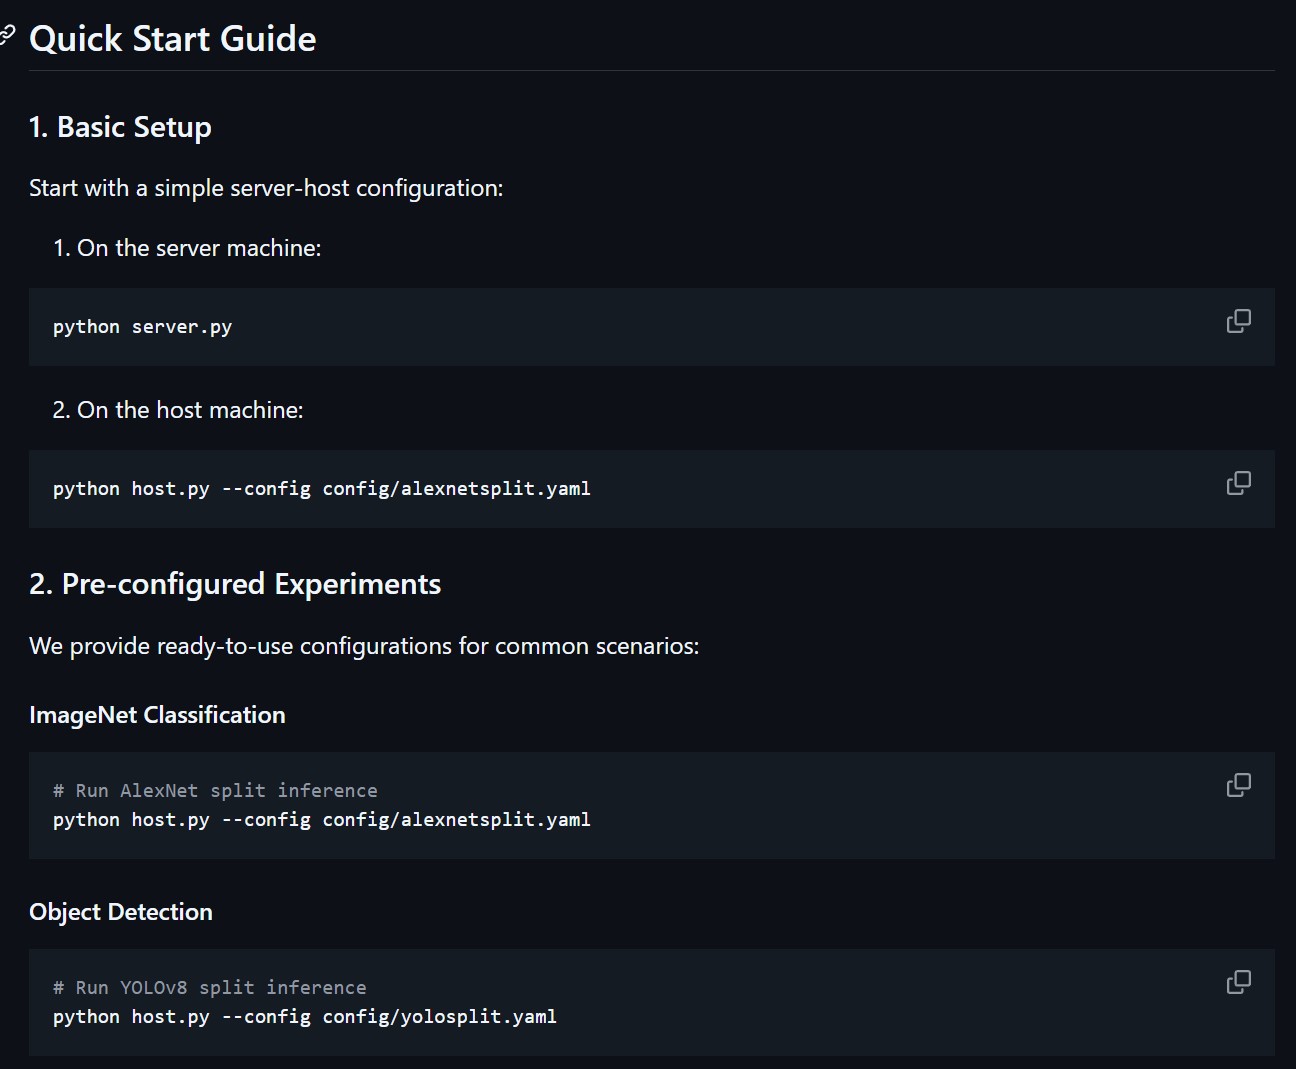 Quick Start Guide
1. Basic Setup
Start with a simple server-host configuration:
1. On the server machine:
python server.py
2. On the host machine:
python host.py --config config/alexnetsplit.yaml
2. Pre-configured Experiments
We provide ready-to-use configurations for common scenarios:
ImageNet Classification
# Run AlexNet split inference
python host.py --config config/alexnetsplit.yaml
Object Detection
# Run YOLOv8 split inference
python host.py --config config/yolosplit.yaml